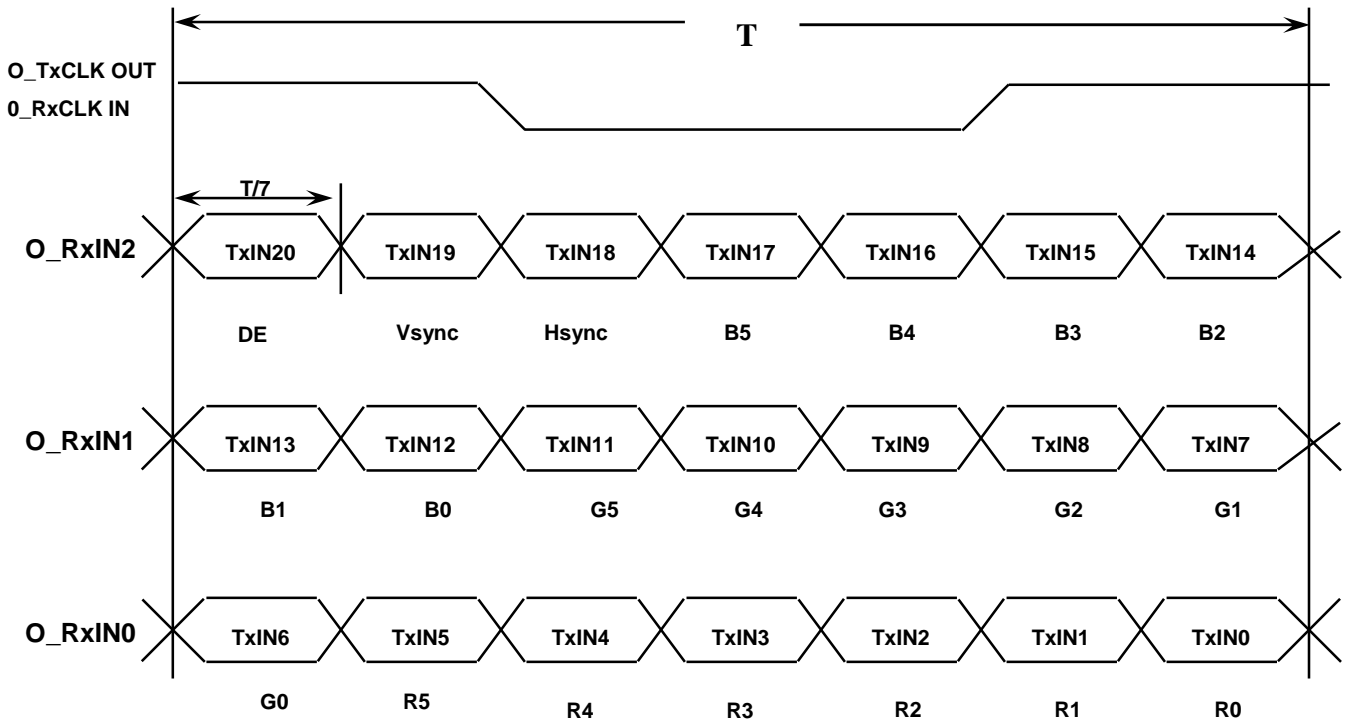 T
O_TxCLK OUT
0_RxCLK IN
T/7
O_RxIN2 TxIN20 TxIN19 TxIN18 TxIN17 TxIN16 TxIN15 TxIN14
DE Vsync Hsync B5 B4 B3 B2
O_RxIN1 TxIN13 TxIN12 TxIN11 TxIN10 TxIN9 TxIN8 TxIN7
B1 B0 G5 G4 G3 G2 G1
O_RxIN0 TxIN6 TxIN5 TxIN4 TxIN3 TxIN2 TxIN1 TxIN0
G0 R5 R4 R3 R2 R1 R0